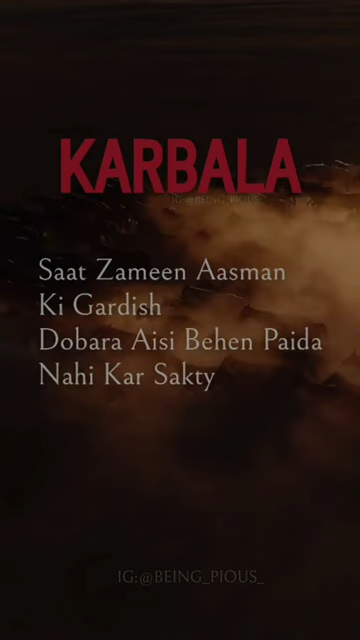 KARBALA
IG:@BEING_PIOUS_
Saat Zameen Aasman
Ki Gardish
Dobara Aisi Behen Paida
Nahi Kar Sakty
IG:@BEING_PIOUS_